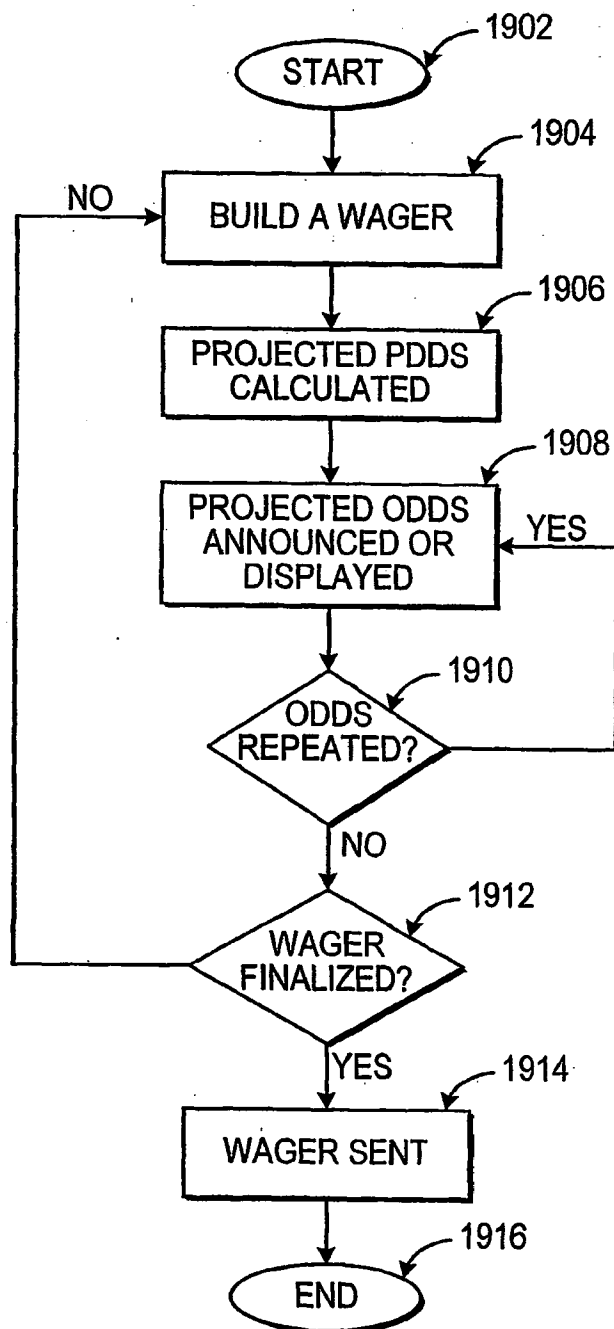 1902
START
1904
NO
BUILD A WAGER
1906
PROJECTED PDDS
CALCULATED
1908
PROJECTED ODDS
ANNOUNCED OR
DISPLAYED
YES
1910
ODDS
REPEATED?
NO
1912
WAGER
FINALIZED?
YES
1914
WAGER SENT
1916
END